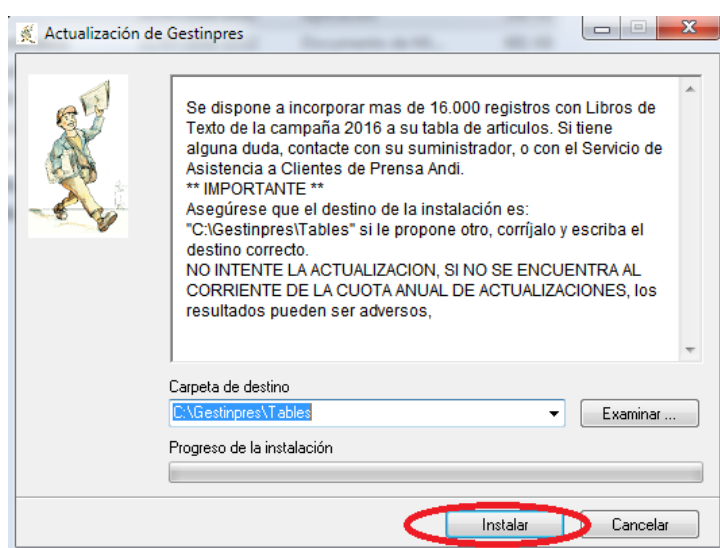 Actualización de Gestinpres
Se dispone a incorporar mas de 16.000 registros con Libros de
Texto de la campaña 2016 a su tabla de articulos. Si tiene
alguna duda, contacte con su suministrador, o con el Servicio de
Asistencia a Clientes de Prensa Andi.
** IMPORTANTE **
Asegúrese que el destino de la instalación es:
"C:\Gestinpres\Tables" si le propone otro, corríjalo y escriba el
destino correcto.
NO INTENTE LA ACTUALIZACION, SI NO SE ENCUENTRA AL
CORRIENTE DE LA CUOTA ANUAL DE ACTUALIZACIONES, los
resultados pueden ser adversos,
Carpeta de destino
C:\Gestinpres\Tables
Examinar ...
Progreso de la instalación
Instalar
Cancelar